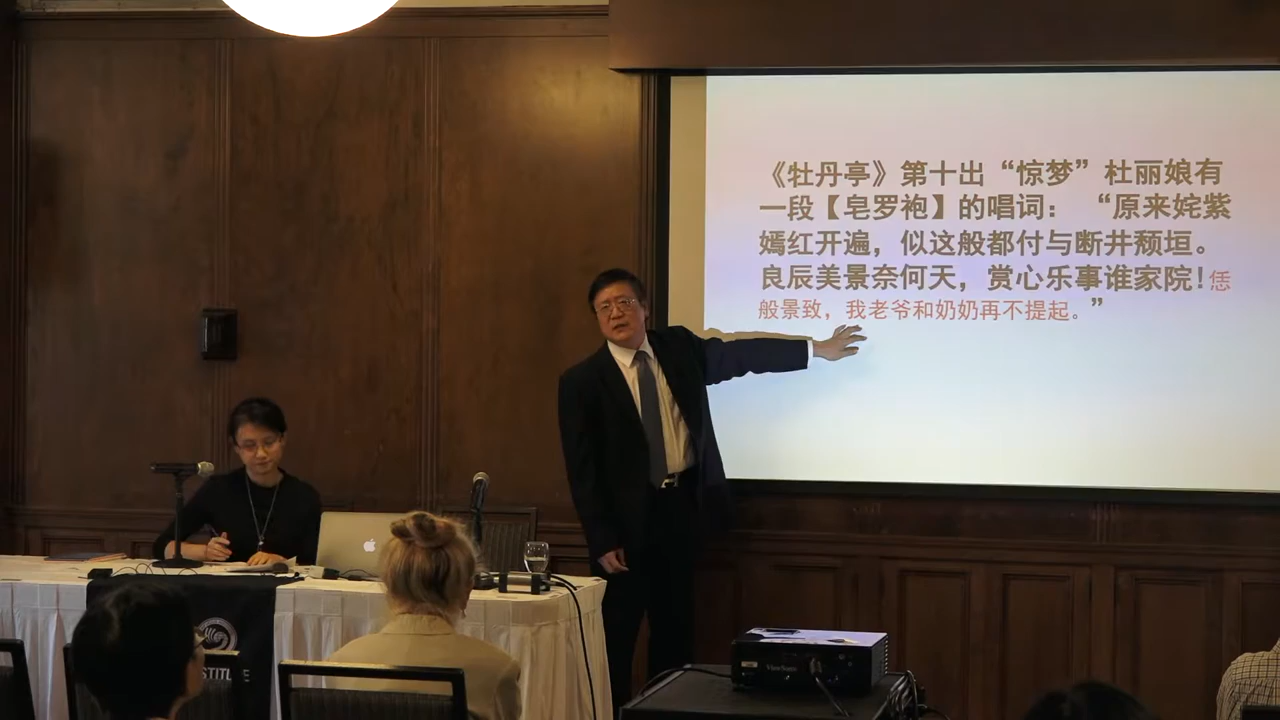 《牡丹亭》第十出“惊梦”杜丽娘有
一段【皂罗袍】的唱词： “原来姹紫
嫣红开遍，似这般都付与断井颓垣。
良辰美景奈何天，赏心乐事谁家院！恁
般景致，我老爷和奶奶再不提起。”
ViewSonic